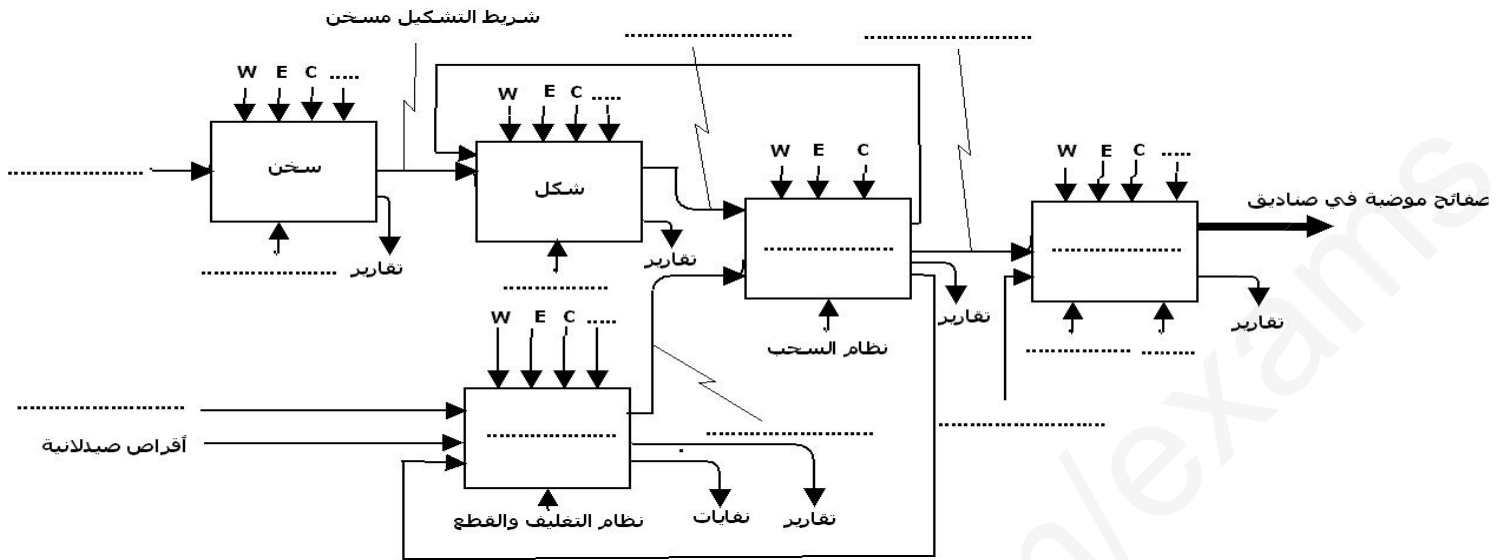 شريط التشكيل مسخن
.........................
.........................
W E C .....
سخن
.........................
.........................
تقارير
W E C .....
شكل
.........................
تقارير
W E C
.........................
نظام السحب
تقارير
W E C .....
.........................
صفائح موضبة في صناديق
.........................
.........
تقارير
.........................
W E C .....
.........................
أقراص صيدلانية
.........................
نظام التغليف والقطع
نفايات
تقارير
.........................
n/exams